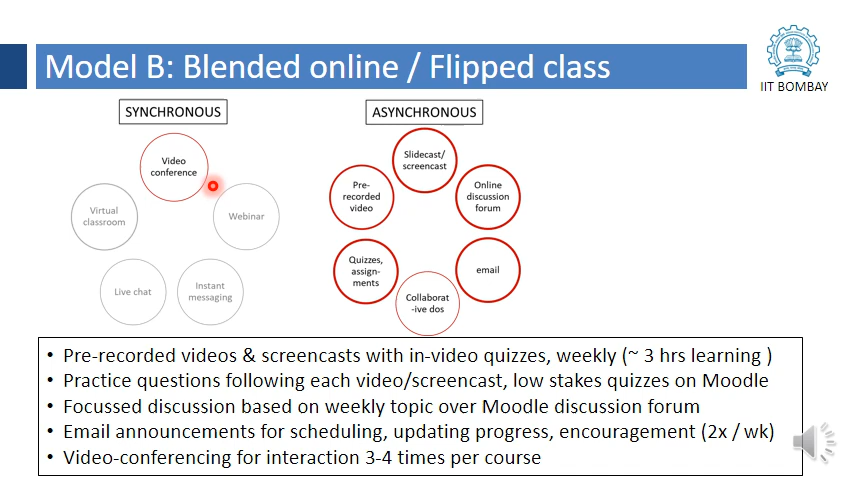 Model B: Blended online / Flipped class
IIT BOMBAY
SYNCHRONOUS
Video
conference
Virtual
classroom
Webinar
Live chat
Instant
messaging
ASYNCHRONOUS
Slidecast/
screencast
Pre-
recorded
video
Online
discussion
forum
Quizzes,
assign-
ments
email
Collaborat
-ive dos
• Pre-recorded videos & screencasts with in-video quizzes, weekly (~ 3 hrs learning )
• Practice questions following each video/screencast, low stakes quizzes on Moodle
• Focussed discussion based on weekly topic over Moodle discussion forum
• Email announcements for scheduling, updating progress, encouragement (2x / wk)
• Video-conferencing for interaction 3-4 times per course